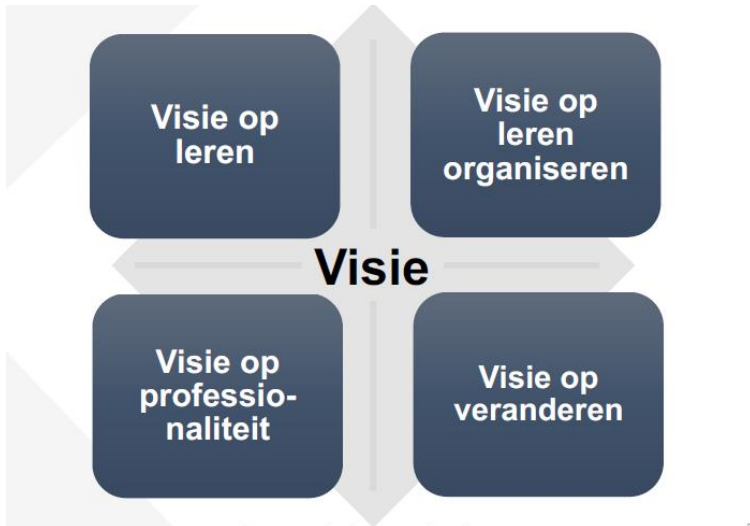 Visie op
leren
Visie op
leren
organiseren
Visie
Visie op
professio-
naliteit
Visie op
veranderen